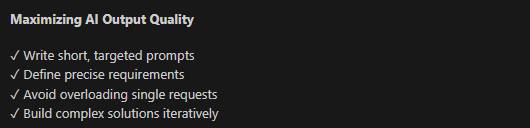 Maximizing AI Output Quality
✓ Write short, targeted prompts
✓ Define precise requirements
✓ Avoid overloading single requests
✓ Build complex solutions iteratively